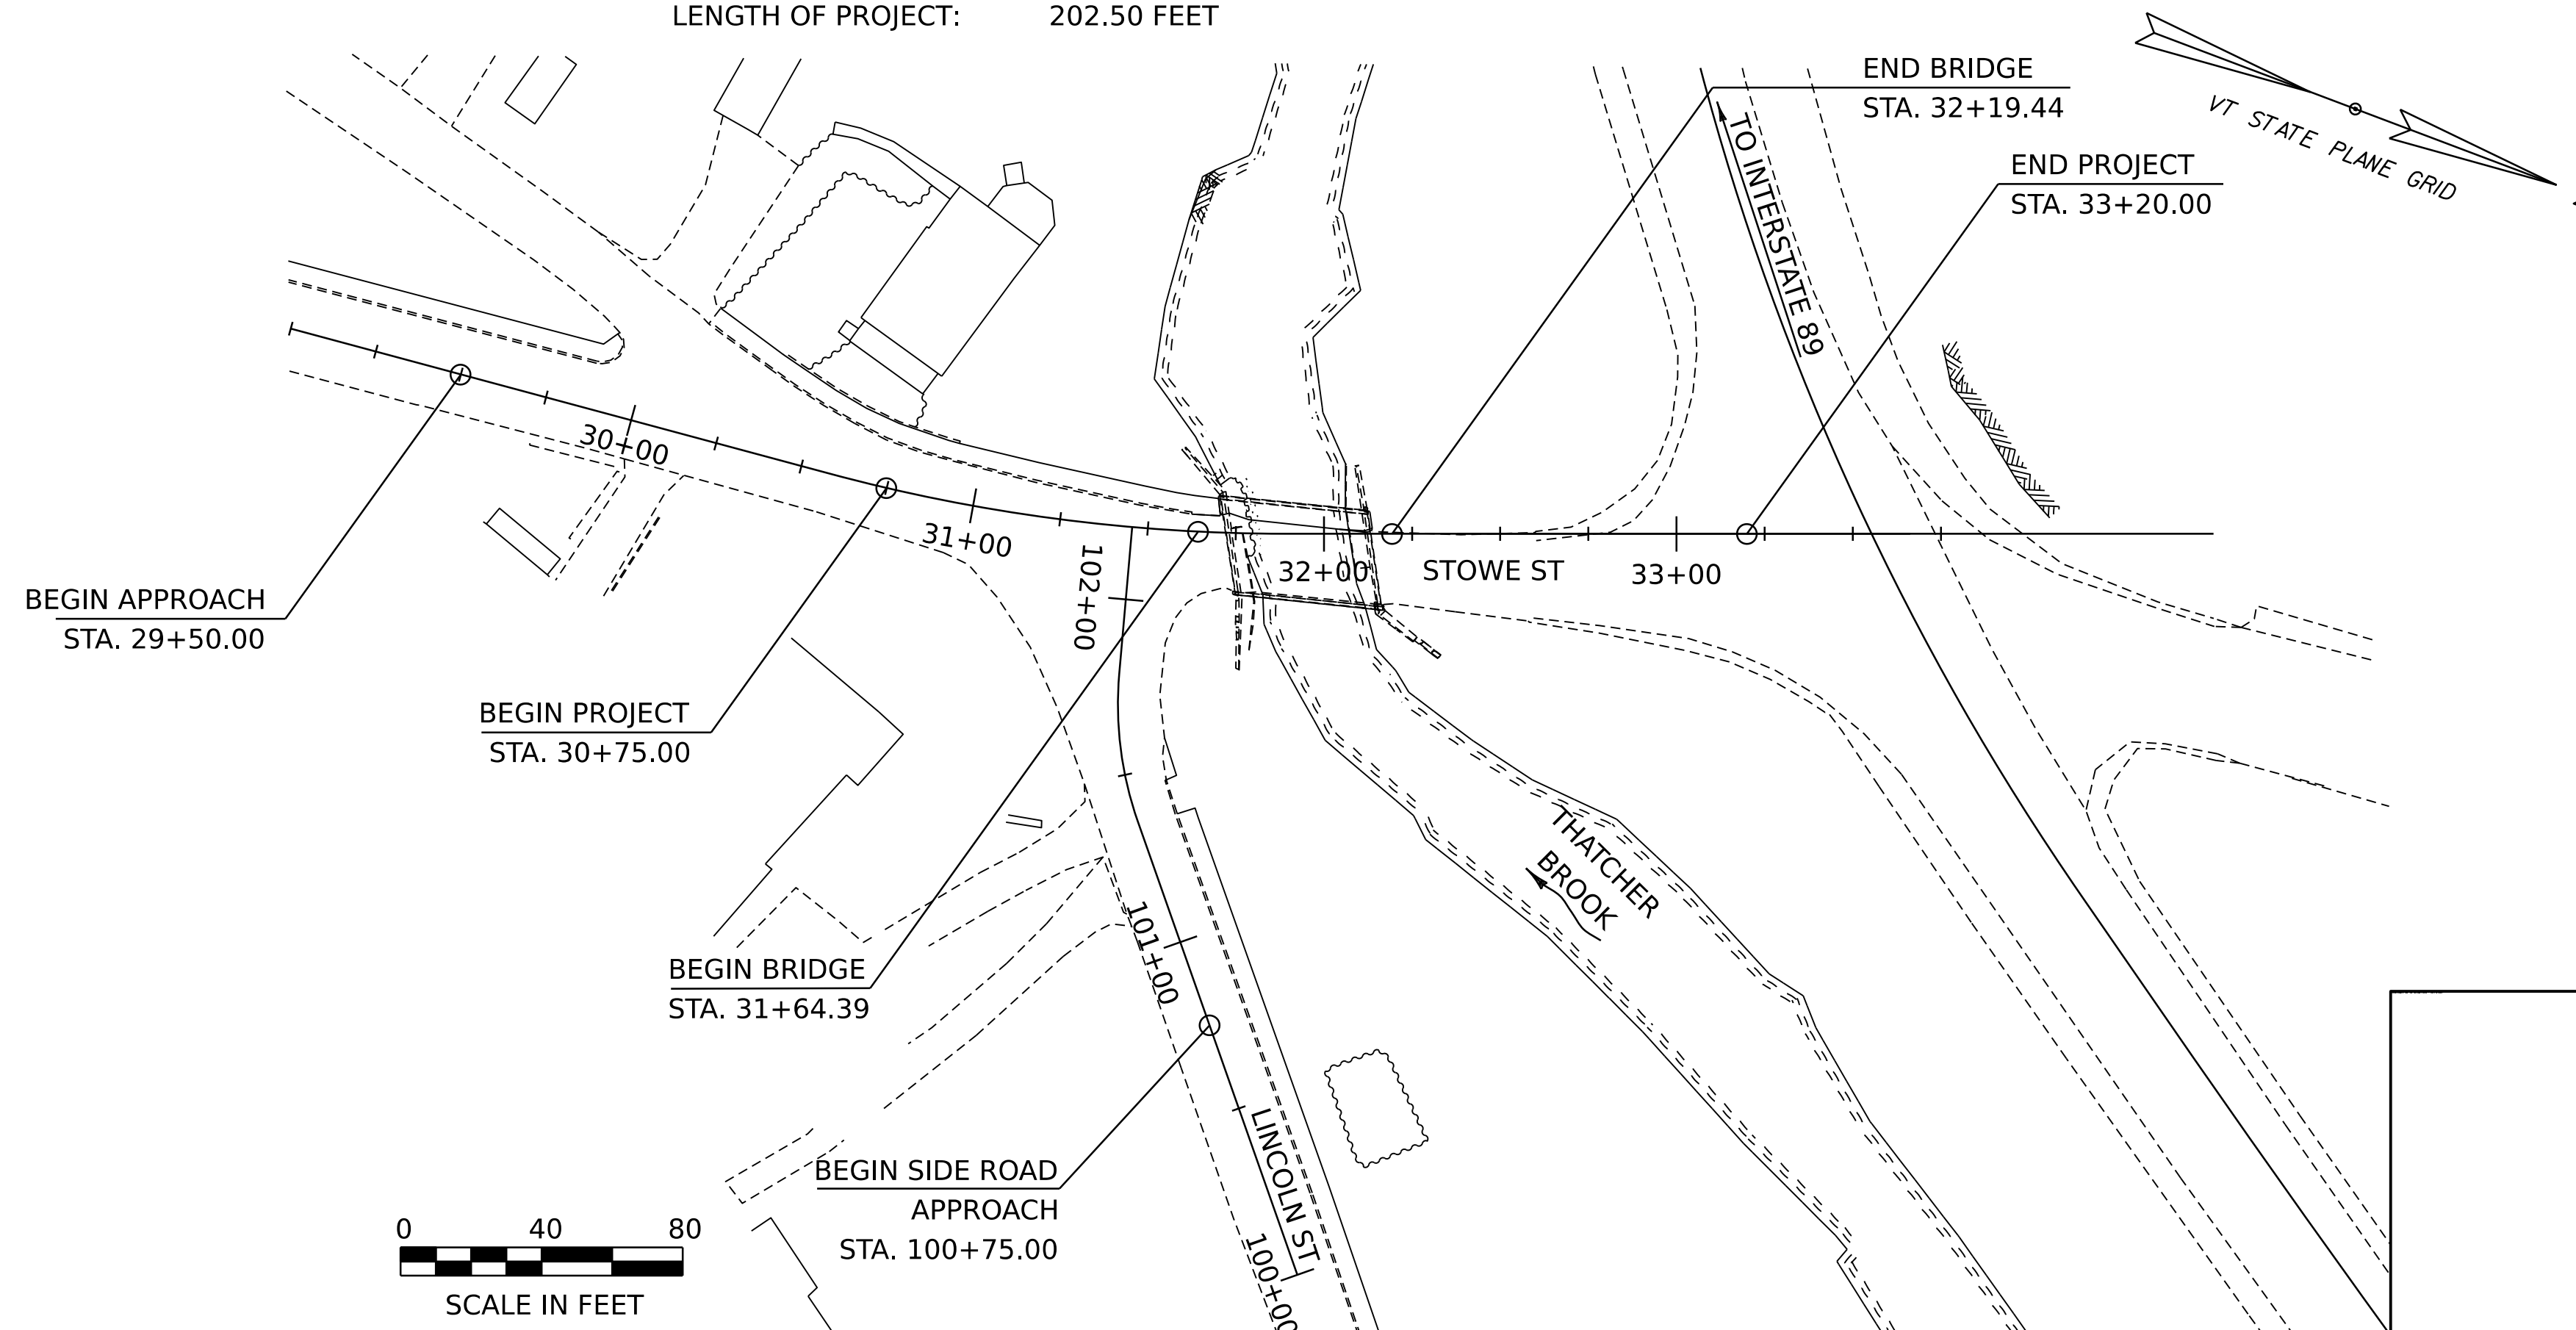 LENGTH OF PROJECT: 202.50 FEET
END BRIDGE
STA. 32+19.44
VT STATE PLANE GRID
END PROJECT
STA. 33+20.00
TO INTERSTATE 89
30+00
31+00
32+00
STOWE ST
33+00
102+00
BEGIN APPROACH
STA. 29+50.00
BEGIN PROJECT
STA. 30+75.00
THATCHER
BROOK
101+00
BEGIN BRIDGE
STA. 31+64.39
LINCOLN ST
BEGIN SIDE ROAD
APPROACH
STA. 100+75.00
100+00
0 40 80
SCALE IN FEET